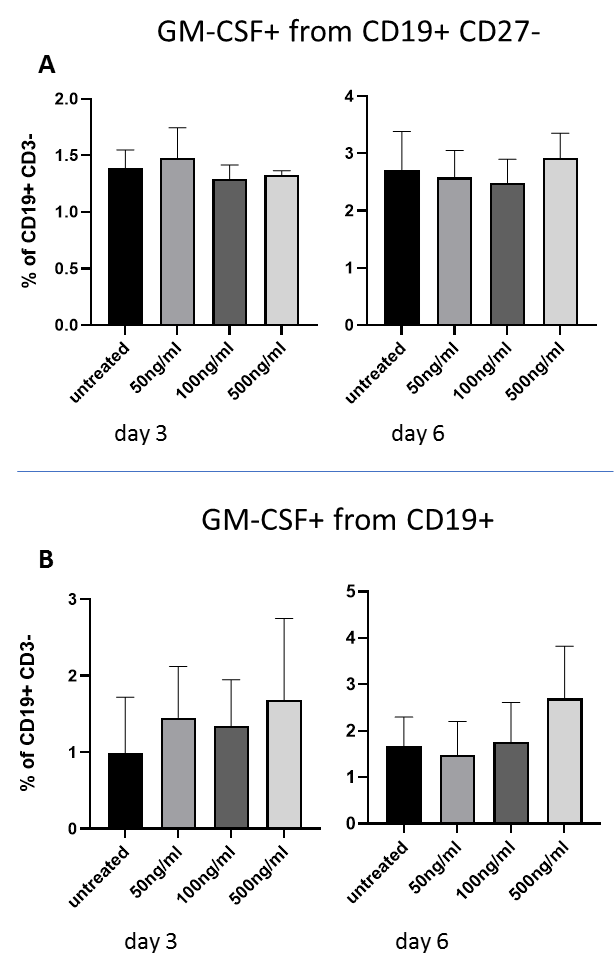 GM-CSF+ from CD19+ CD27-
A
% of CD19+ CD3-
2.0
1.5
1.0
0.5
0.0
untreated
50ng/ml
100ng/ml
500ng/ml
day 3
4
3
2
1
0
untreated
50ng/ml
100ng/ml
500ng/ml
day 6
GM-CSF+ from CD19+
B
% of CD19+ CD3-
3
2
1
0
untreated
50ng/ml
100ng/ml
500ng/ml
day 3
5
4
3
2
1
0
untreated
50ng/ml
100ng/ml
500ng/ml
day 6